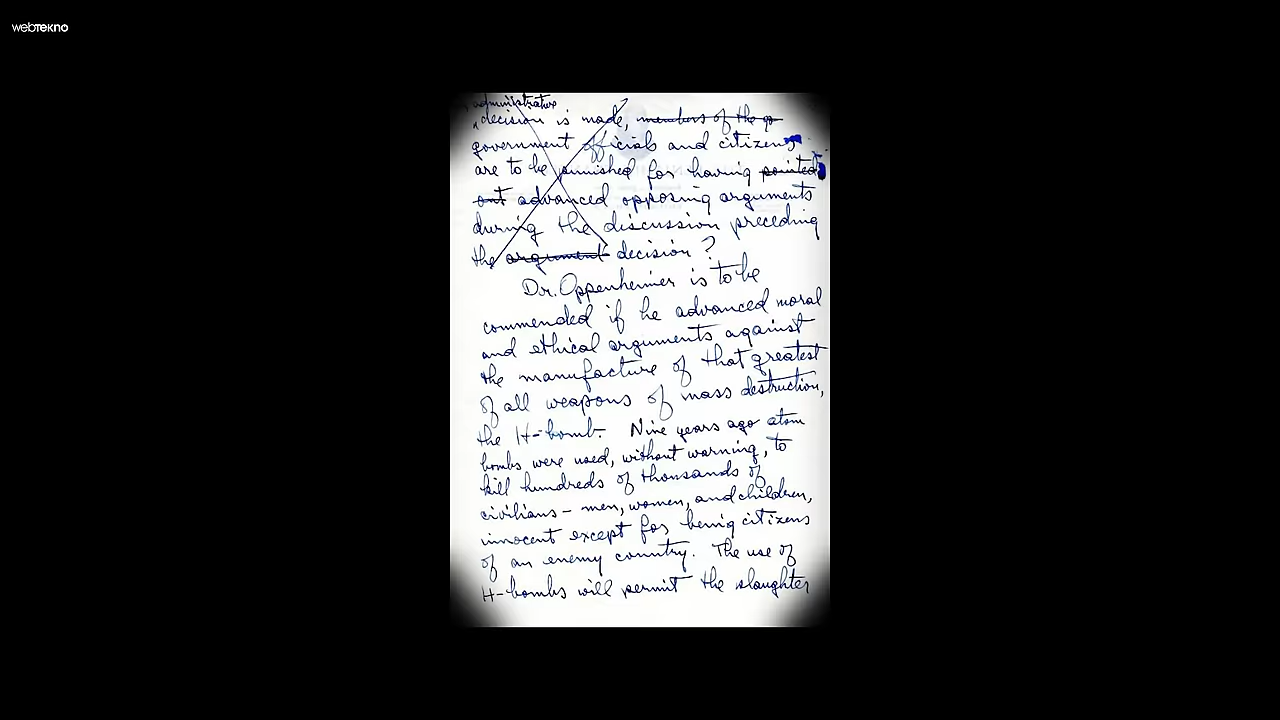 webtekno
administrative
decision is made, members of the go
government officials and citizens
are to be punished for having pointed
out advanced opposing arguments
during the discussion preceding
the argument decision?
Dr. Oppenheimer is to be
commended if he advanced moral
and ethical arguments against
the manufacture of that greatest
of all weapons of mass destruction,
the H-bomb. Nine years ago atom
bombs were used, without warning, to
kill hundreds of thousands of
civilians - men, women, and children,
innocent except for being citizens
of an enemy country. The use of
H-bombs will permit the slaughter